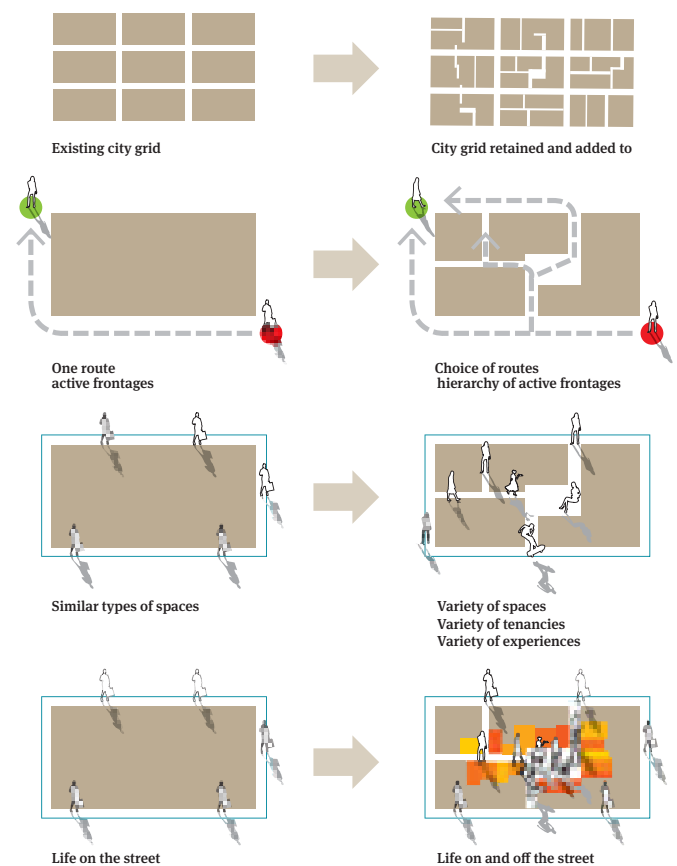 Existing city grid
City grid retained and added to
One route
active frontages
Choice of routes
hierarchy of active frontages
Similar types of spaces
Variety of spaces
Variety of tenancies
Variety of experiences
Life on the street
Life on and off the street